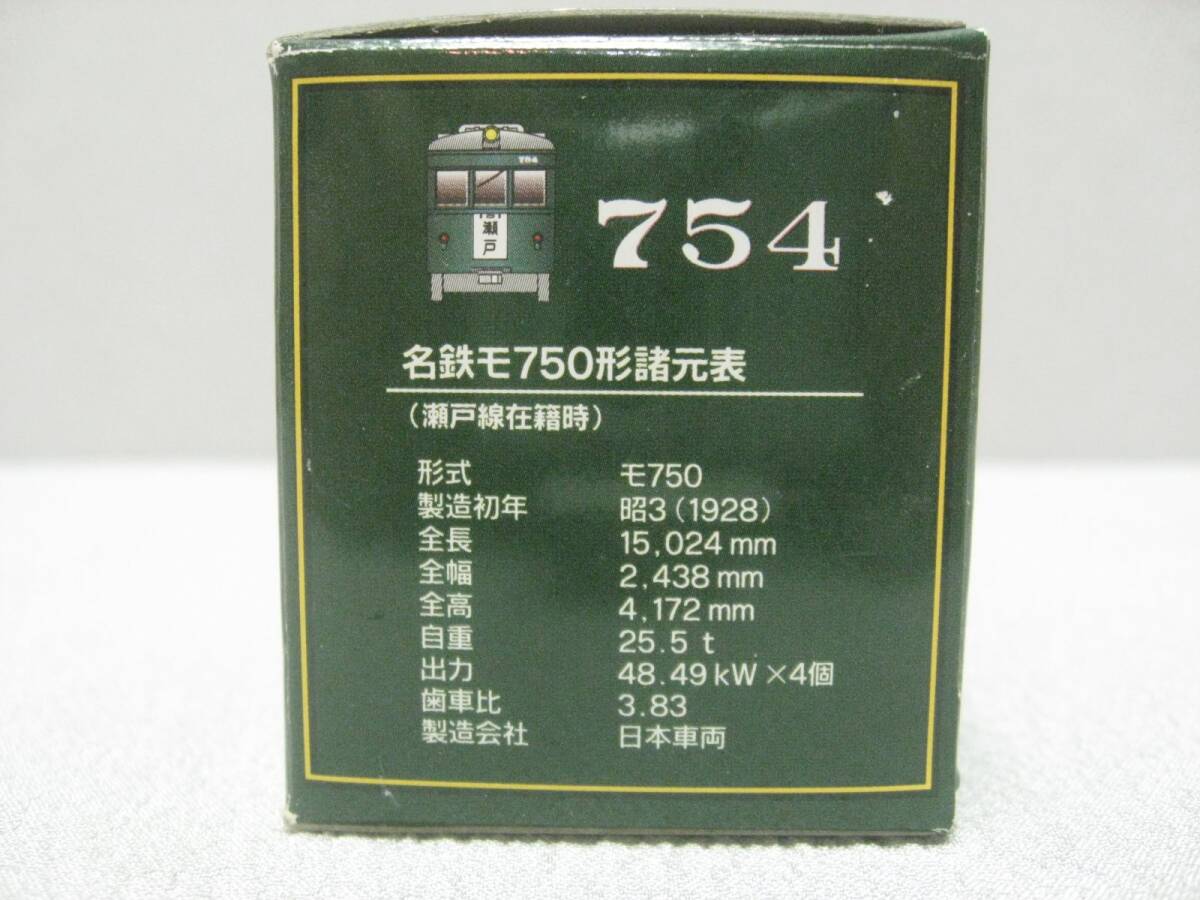 754
瀬戸
754
名鉄モ750形諸元表
(瀬戸線在籍時)
形式 モ750
製造初年 昭3(1928)
全長 15,024mm
全幅 2,438mm
全高 4,172mm
自重 25.5t
出力 48.49kW×4個
歯車比 3.83
製造会社 日本車両